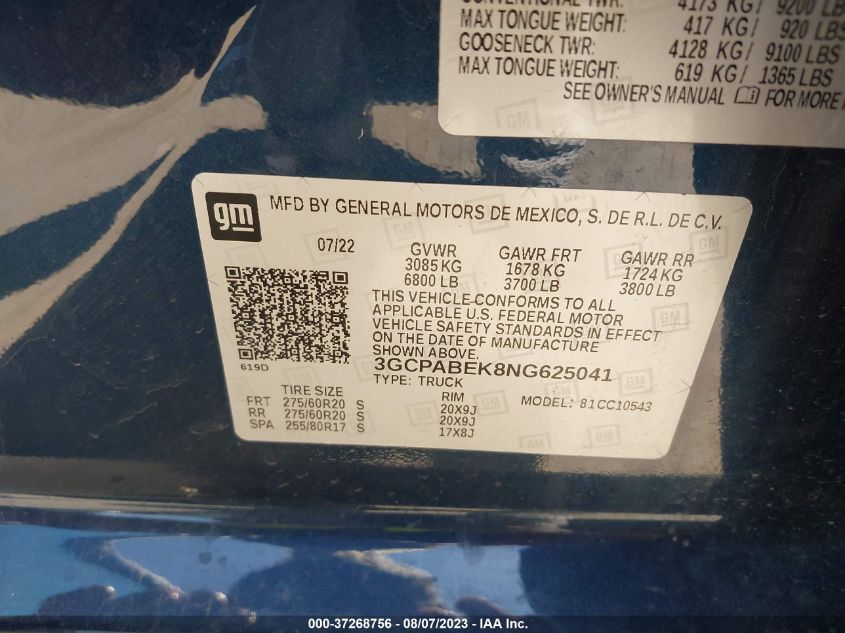 4173 KG/ 9200 LB
MAX TONGUE WEIGHT: 417 KG/ 920 LBS
GOOSENECK TWR: 4128 KG/ 9100 LBS
MAX TONGUE WEIGHT: 619 KG/ 1365 LBS
SEE OWNER'S MANUAL FOR MORE
gm MFD BY GENERAL MOTORS DE MEXICO, S. DE R.L. DE C.V.
07/22 GVWR GAWR FRT GAWR RR
3085 KG 1678 KG 1724 KG
6800 LB 3700 LB 3800 LB
THIS VEHICLE CONFORMS TO ALL
APPLICABLE U.S. FEDERAL MOTOR
VEHICLE SAFETY STANDARDS IN EFFECT
ON THE DATE OF MANUFACTURE
SHOWN ABOVE.
619D 3GCPABEK8NG625041
TYPE: TRUCK
TIRE SIZE RIM MODEL: 81CC10543
FRT 275/60R20 S 20X9J
RR 275/60R20 S 20X9J
SPA 255/80R17 S 17X8J
000-37268756 - 08/07/2023 - IAAI.COM